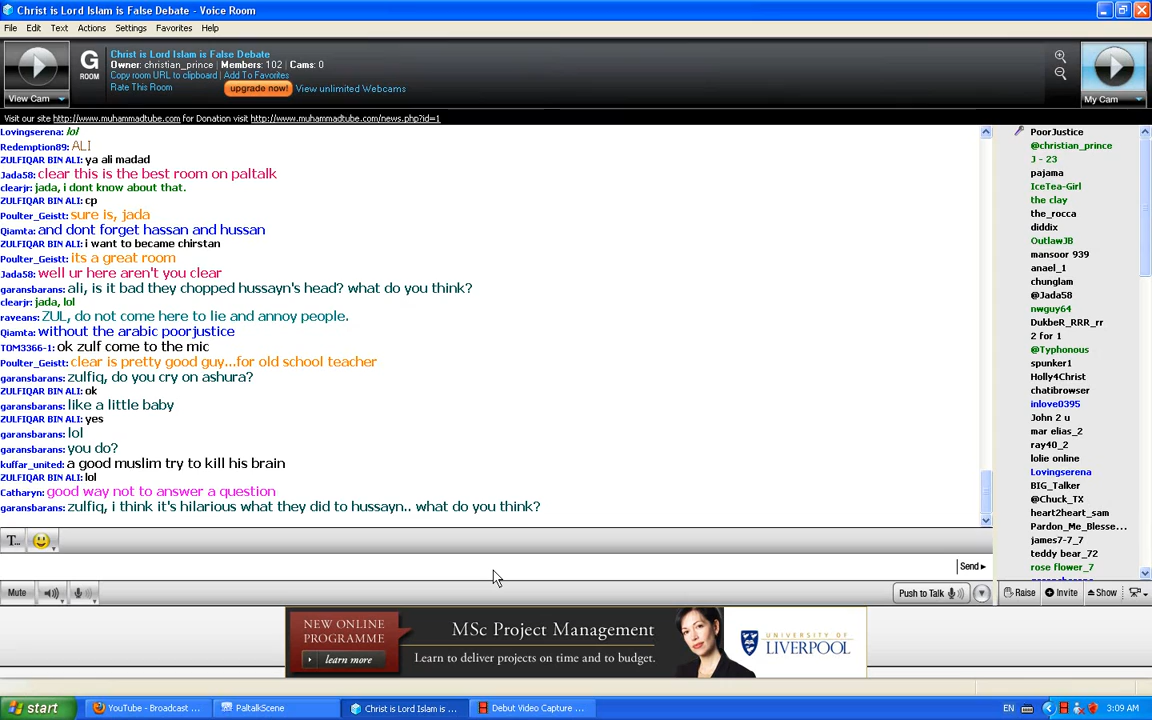 Christ is Lord Islam is False Debate - Voice Room
File Edit Text Actions Settings Favorites Help
View Cam
G
ROOM
Christ is Lord Islam is False Debate
Owner: christian_prince | Members: 102 | Cams: 0
Copy room URL to clipboard | Add To Favorites
Rate This Room
upgrade now! View unlimited Webcams
My Cam
Visit our site http://www.muhammadtube.com for Donation visit http://www.muhammadtube.com/news.php?id=1
Lovingserena: lol
Redemption89: ALI
ZULFIQAR BIN ALI: ya ali madad
Jada58: clear this is the best room on paltalk
clearjr: jada, i dont know about that.
ZULFIQAR BIN ALI: cp
Poulter_Geistt: sure is, jada
Qiamta: and dont forget hassan and hussan
ZULFIQAR BIN ALI: i want to became chirstan
Poulter_Geistt: its a great room
Jada58: well ur here aren't you clear
garansbarans: ali, is it bad they chopped hussayn's head? what do you think?
clearjr: jada, lol
raveans: ZUL, do not come here to lie and annoy people.
Qiamta: without the arabic poorjustice
TOM3366-1: ok zulf come to the mic
Poulter_Geistt: clear is pretty good guy...for old school teacher
garansbarans: zulfiq, do you cry on ashura?
ZULFIQAR BIN ALI: ok
garansbarans: like a little baby
ZULFIQAR BIN ALI: yes
garansbarans: lol
garansbarans: you do?
kuffar_united: a good muslim try to kill his brain
ZULFIQAR BIN ALI: lol
Catharyn: good way not to answer a question
garansbarans: zulfiq, i think it's hilarious what they did to hussayn.. what do you think?
PoorJustice
@christian_prince
J - 23
pajama
IceTea-Girl
the clay
the_rocca
diddix
OutlawJB
mansoor 939
anael_1
chunglam
@Jada58
nwguy64
DukbeR_RRR_rr
2 for 1
@Typhonous
spunker1
Holly4Christ
chatibrowser
inlove0395
John 2 u
mar elias_2
ray40_2
lolie online
Lovingserena
BIG_Talker
@Chuck_TX
heart2heart_sam
Pardon_Me_Blesse...
james7-7_7
teddy bear_72
rose flower_7
T...
Send
Mute
Push to Talk
Raise Invite Show
NEW ONLINE
PROGRAMME
learn more
MSc Project Management
Learn to deliver projects on time and to budget.
UNIVERSITY OF
LIVERPOOL
start
YouTube - Broadcast ...
PaltalkScene
Christ is Lord Islam is ...
Debut Video Capture ...
EN
3:09 AM